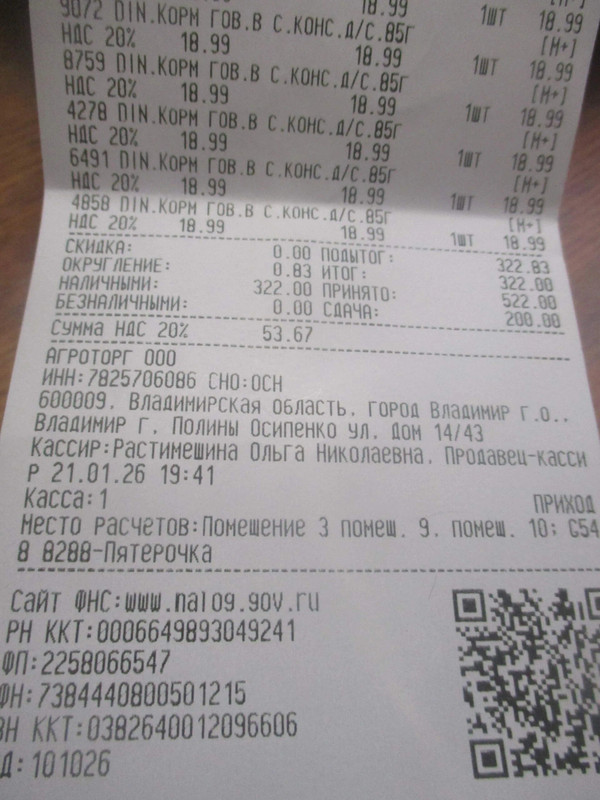 18.99
9072 DIN.КОРМ ГОВ.В С.КОНС.Д/С.85Г 1ШТ 18.99
НДС 20% 18.99 18.99 [М+]
8759 DIN.КОРМ ГОВ.В С.КОНС.Д/С.85Г 1ШТ 18.99
НДС 20% 18.99 18.99 [М+]
4278 DIN.КОРМ ГОВ.В С.КОНС.Д/С.85Г 1ШТ 18.99
НДС 20% 18.99 18.99 [М+]
6491 DIN.КОРМ ГОВ.В С.КОНС.Д/С.85Г 1ШТ 18.99
НДС 20% 18.99 18.99 [М+]
4858 DIN.КОРМ ГОВ.В С.КОНС.Д/С.85Г 1ШТ 18.99
НДС 20% 18.99 18.99 [М+]
1ШТ 18.99
СКИДКА: 0.00 ПОДЫТОГ: 322.83
ОКРУГЛЕНИЕ: 0.83 ИТОГ: 322.00
НАЛИЧНЫМИ: 322.00 ПРИНЯТО: 522.00
БЕЗНАЛИЧНЫМИ: 0.00 СДАЧА: 200.00
Сумма НДС 20% 53.67
АГРОТОРГ ООО
ИНН:7825706086 СНО:ОСН
600009, Владимирская область, город Владимир г.о.,
Владимир г. Полины Осипенко ул. Дом 14/43
Кассир:Растимешина Ольга Николаевна, Продавец-касси
р 21.01.26 19:41
Касса:1 ПРИХОД
Место расчетов:Помещение 3 помещ. 9, помещ. 10; G54
8 8288-Пятерочка
Сайт ФНС:www.nalog.gov.ru
РН ККТ:0006649893049241
ФП:2258066547
ФН:7384440800501215
ЗН ККТ:0382640012096606
Д:101026